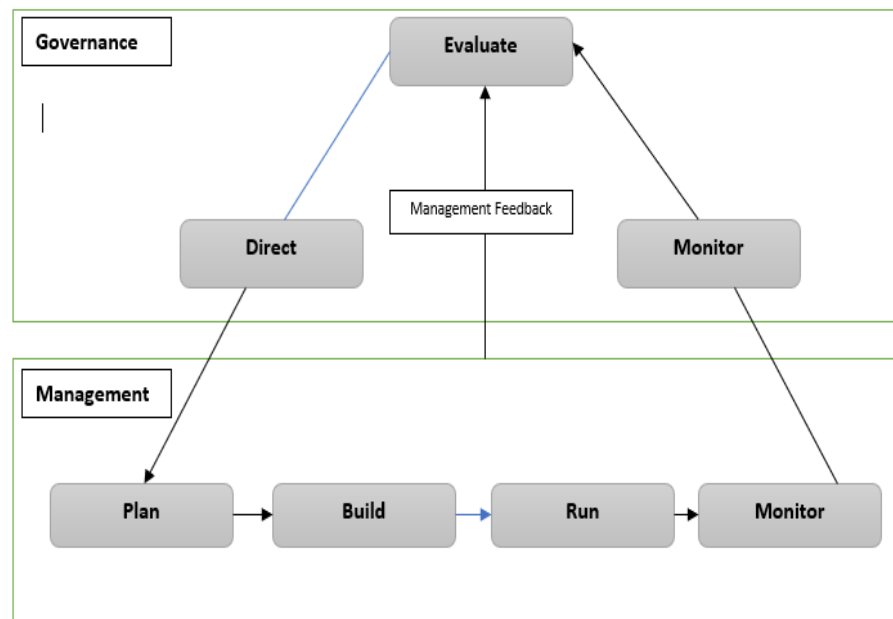 Governance
Evaluate
Management Feedback
Direct
Monitor
Management
Plan
Build
Run
Monitor